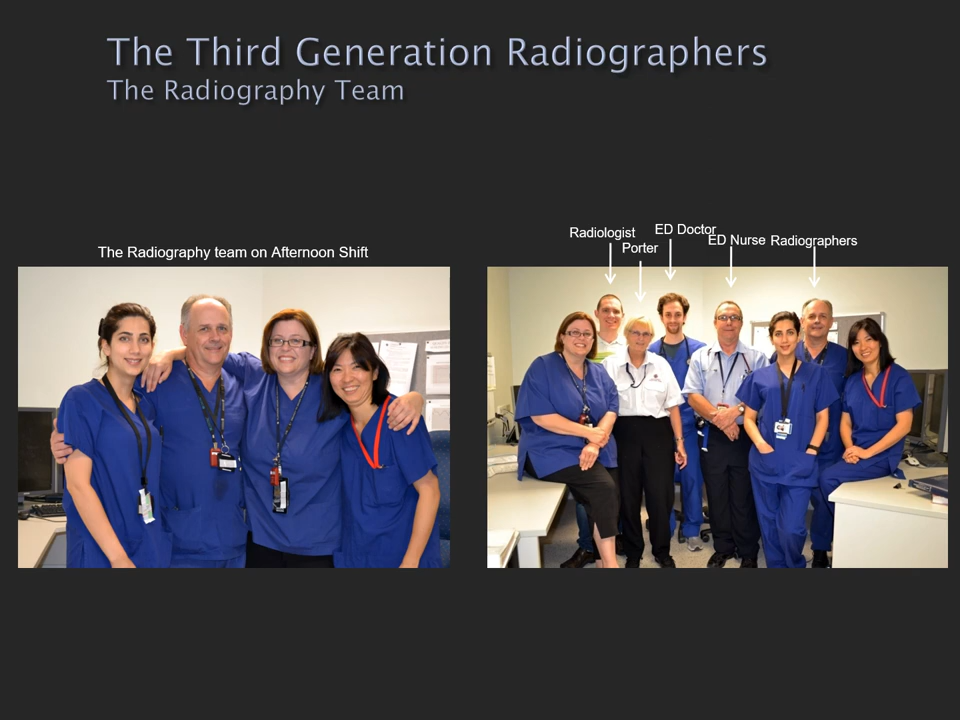 The Third Generation Radiographers
The Radiography Team
The Radiography team on Afternoon Shift
Radiologist
Porter
ED Doctor
ED Nurse
Radiographers